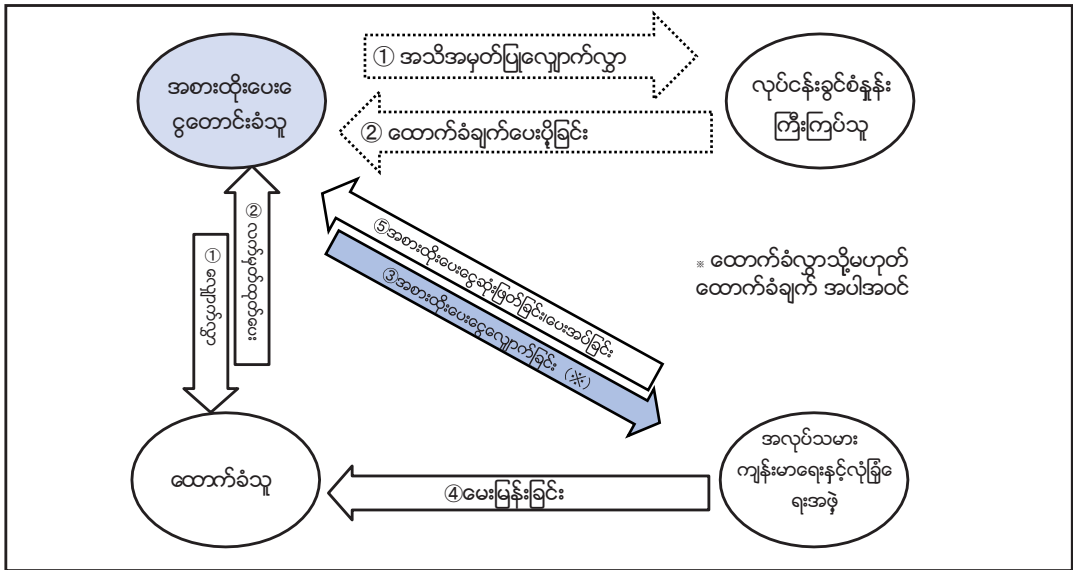 ① အသိအမှတ်ပြုလျှောက်လွှာ
အစားထိုးပေးငွေ
ငွေတောင်းခံသူ
လုပ်ငန်းခွင်စံနှုန်း
ကြီးကြပ်သူ
② ထောက်ခံချက်ပေးပို့ခြင်း
①
②
⑤အစားထိုးပေးငွေဆုံးဖြတ်ခြင်း၊ပေးအပ်ခြင်း
③အစားထိုးပေးငွေလျှောက်ခြင်း (※)
※ ထောက်ခံလွှာသို့မဟုတ်
ထောက်ခံချက် အပါအဝင်
ထောက်ခံသူ
④မေးမြန်းခြင်း
အလုပ်သမား
ကျန်းမာရေးနှင့်လုံခြုံရေး
ရေးအဖွဲ့